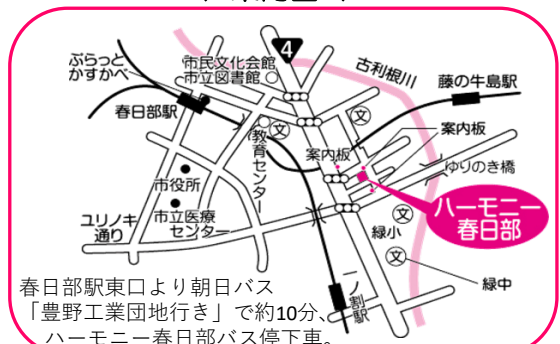 4
ぷらっと
かすかべ
市民文化会館
市立図書館
古利根川
藤の牛島駅
春日部駅
文
教育センター
文
案内板
案内板
ゆりのき橋
市役所
ハーモニー
春日部
市立医療
センター
ユリノキ
通り
文
緑小
文
緑中
一ノ割駅
春日部駅東口より朝日バス
「豊野工業団地行き」で約10分、
ハーモニー春日部バス停下車。